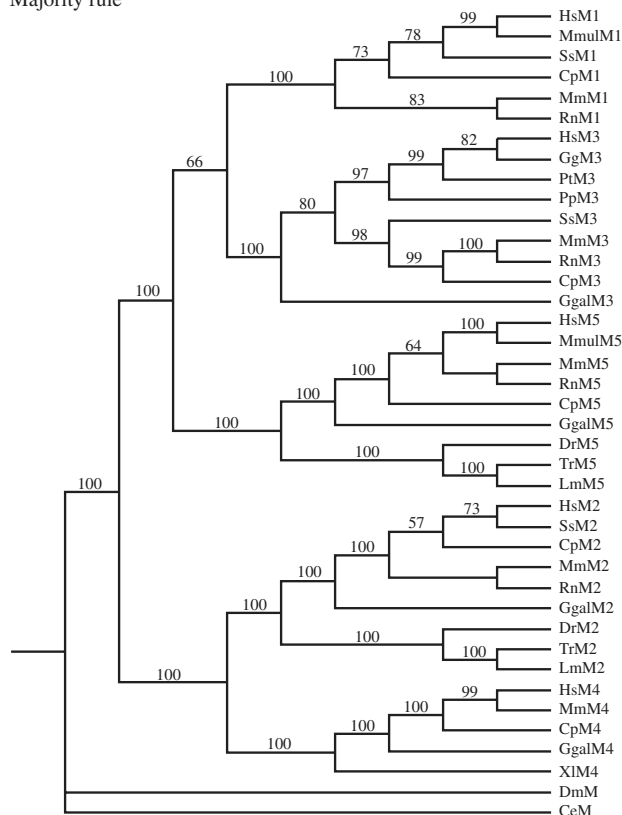 Majority rule
99
HsM1
MmulM1
78
SsM1
73
CpM1
100
83
MmM1
RnM1
82
HsM3
GgM3
99
PtM3
97
PpM3
66
80
SsM3
98
100
MmM3
RnM3
99
CpM3
100
GgalM3
100
100
HsM5
MmulM5
64
MmM5
RnM5
100
CpM5
100
GgalM5
100
DrM5
100
100
TrM5
LmM5
100
73
HsM2
SsM2
57
CpM2
100
MmM2
RnM2
100
GgalM2
100
DrM2
100
100
TrM2
LmM2
100
99
HsM4
MmM4
100
CpM4
100
GgalM4
100
XlM4
DmM
CeM